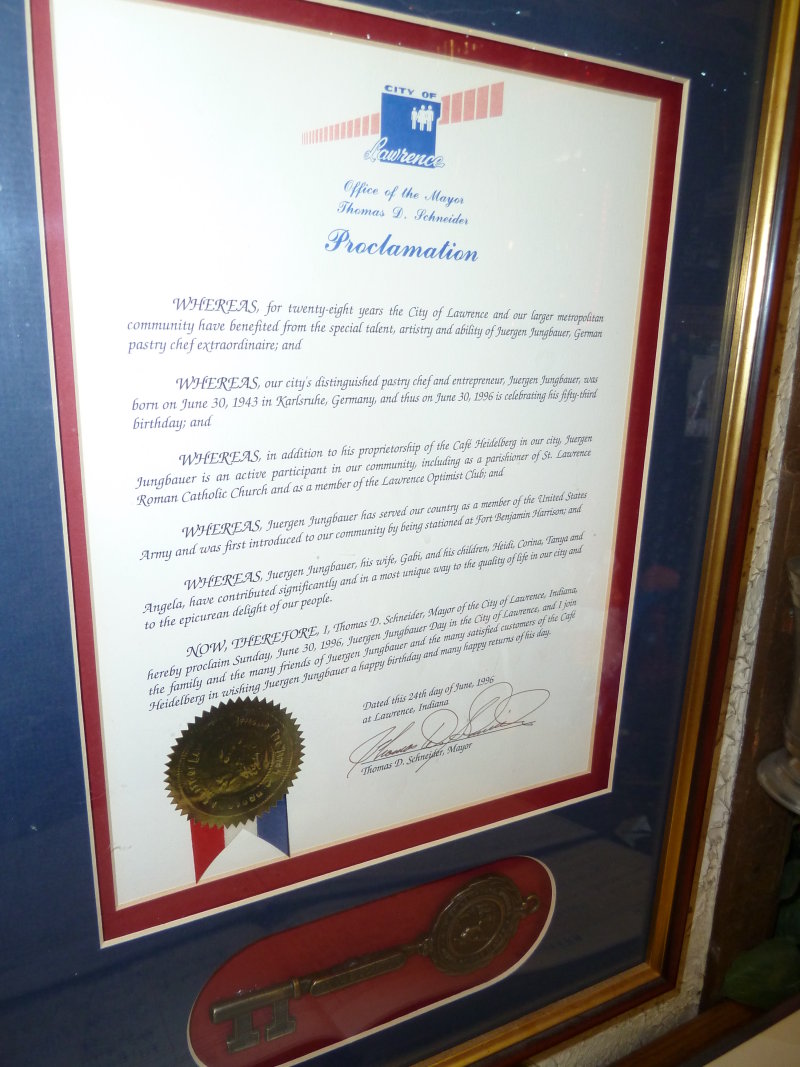 CITY OF
Lawrence
Office of the Mayor
Thomas D. Schneider
Proclamation
WHEREAS, for twenty-eight years the City of Lawrence and our larger metropolitan
community have benefited from the special talent, artistry and ability of Juergen Jungbauer, German
pastry chef extraordinaire; and
WHEREAS, our city's distinguished pastry chef and entrepreneur, Juergen Jungbauer, was
born on June 30, 1943 in Karlsruhe, Germany, and thus on June 30, 1996 is celebrating his fifty-third
birthday; and
WHEREAS, in addition to his proprietorship of the Café Heidelberg in our city, Juergen
Jungbauer is an active participant in our community, including as a parishioner of St. Lawrence
Roman Catholic Church and as a member of the Lawrence Optimist Club; and
WHEREAS, Juergen Jungbauer has served our country as a member of the United States
Army and was first introduced to our community by being stationed at Fort Benjamin Harrison; and
WHEREAS, Juergen Jungbauer, his wife, Gabi, and his children, Heidi, Corina, Tanya and
Angela, have contributed significantly and in a most unique way to the quality of life in our city and
to the epicurean delight of our people.
NOW, THEREFORE, I, Thomas D. Schneider, Mayor of the City of Lawrence, Indiana,
hereby proclaim Sunday, June 30, 1996, Juergen Jungbauer Day in the City of Lawrence, and I join
the family and the many friends of Juergen Jungbauer and the many satisfied customers of the Café
Heidelberg in wishing Juergen Jungbauer a happy birthday and many happy returns of his day.
Dated this 24th day of June, 1996
at Lawrence, Indiana
Thomas D. Schneider
Thomas D. Schneider, Mayor